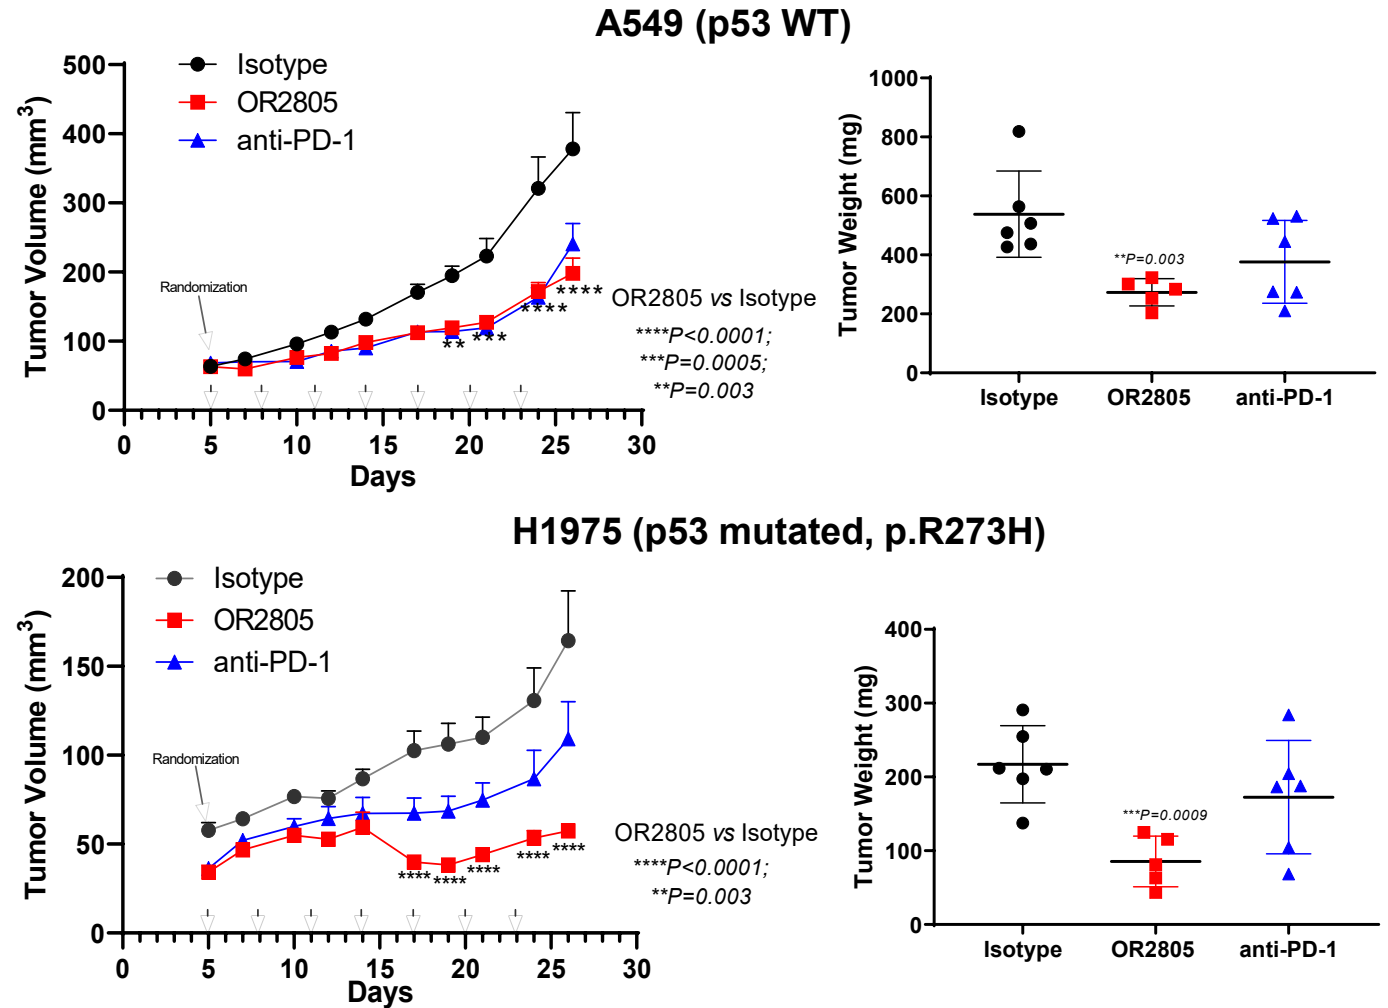 A549 (p53 WT)
Isotype
OR2805
anti-PD-1
Tumor Volume (mm³)
500
400
300
200
100
0
Randomization
**
***
****
****
0 5 10 15 20 25 30
Days
OR2805 vs Isotype
****P<0.0001;
***P=0.0005;
**P=0.003
Tumor Weight (mg)
1000
800
600
400
200
0
**P=0.003
Isotype OR2805 anti-PD-1
H1975 (p53 mutated, p.R273H)
Isotype
OR2805
anti-PD-1
Tumor Volume (mm³)
200
150
100
50
0
Randomization
****
****
****
****
****
0 5 10 15 20 25 30
Days
OR2805 vs Isotype
****P<0.0001;
**P=0.003
Tumor Weight (mg)
400
300
200
100
0
***P=0.0009
Isotype OR2805 anti-PD-1